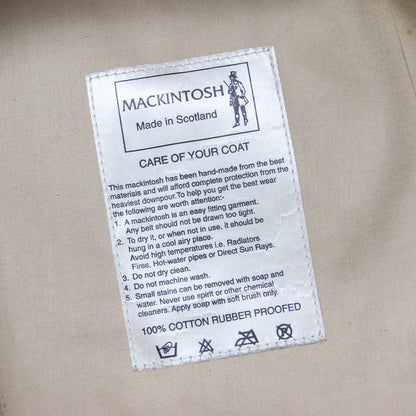 MACKINTOSH
Made in Scotland
CARE OF YOUR COAT
This mackintosh has been hand-made from the best
materials and will afford complete protection from the
heaviest downpour.To help you get the best wear
the following are worth attention:-
1. A mackintosh is an easy fitting garment.
Any belt should not be drawn too tight.
2. To dry it, or when not in use, it should be
hung in a cool airy place.
Avoid high temperatures i.e. Radiators
Fires, Hot-water pipes or Direct Sun Rays.
3. Do not dry clean.
4. Do not machine wash.
5. Small stains can be removed with soap and
water. Never use spirit or other chemical
cleaners. Apply soap with soft brush only.
100% COTTON RUBBER PROOFED